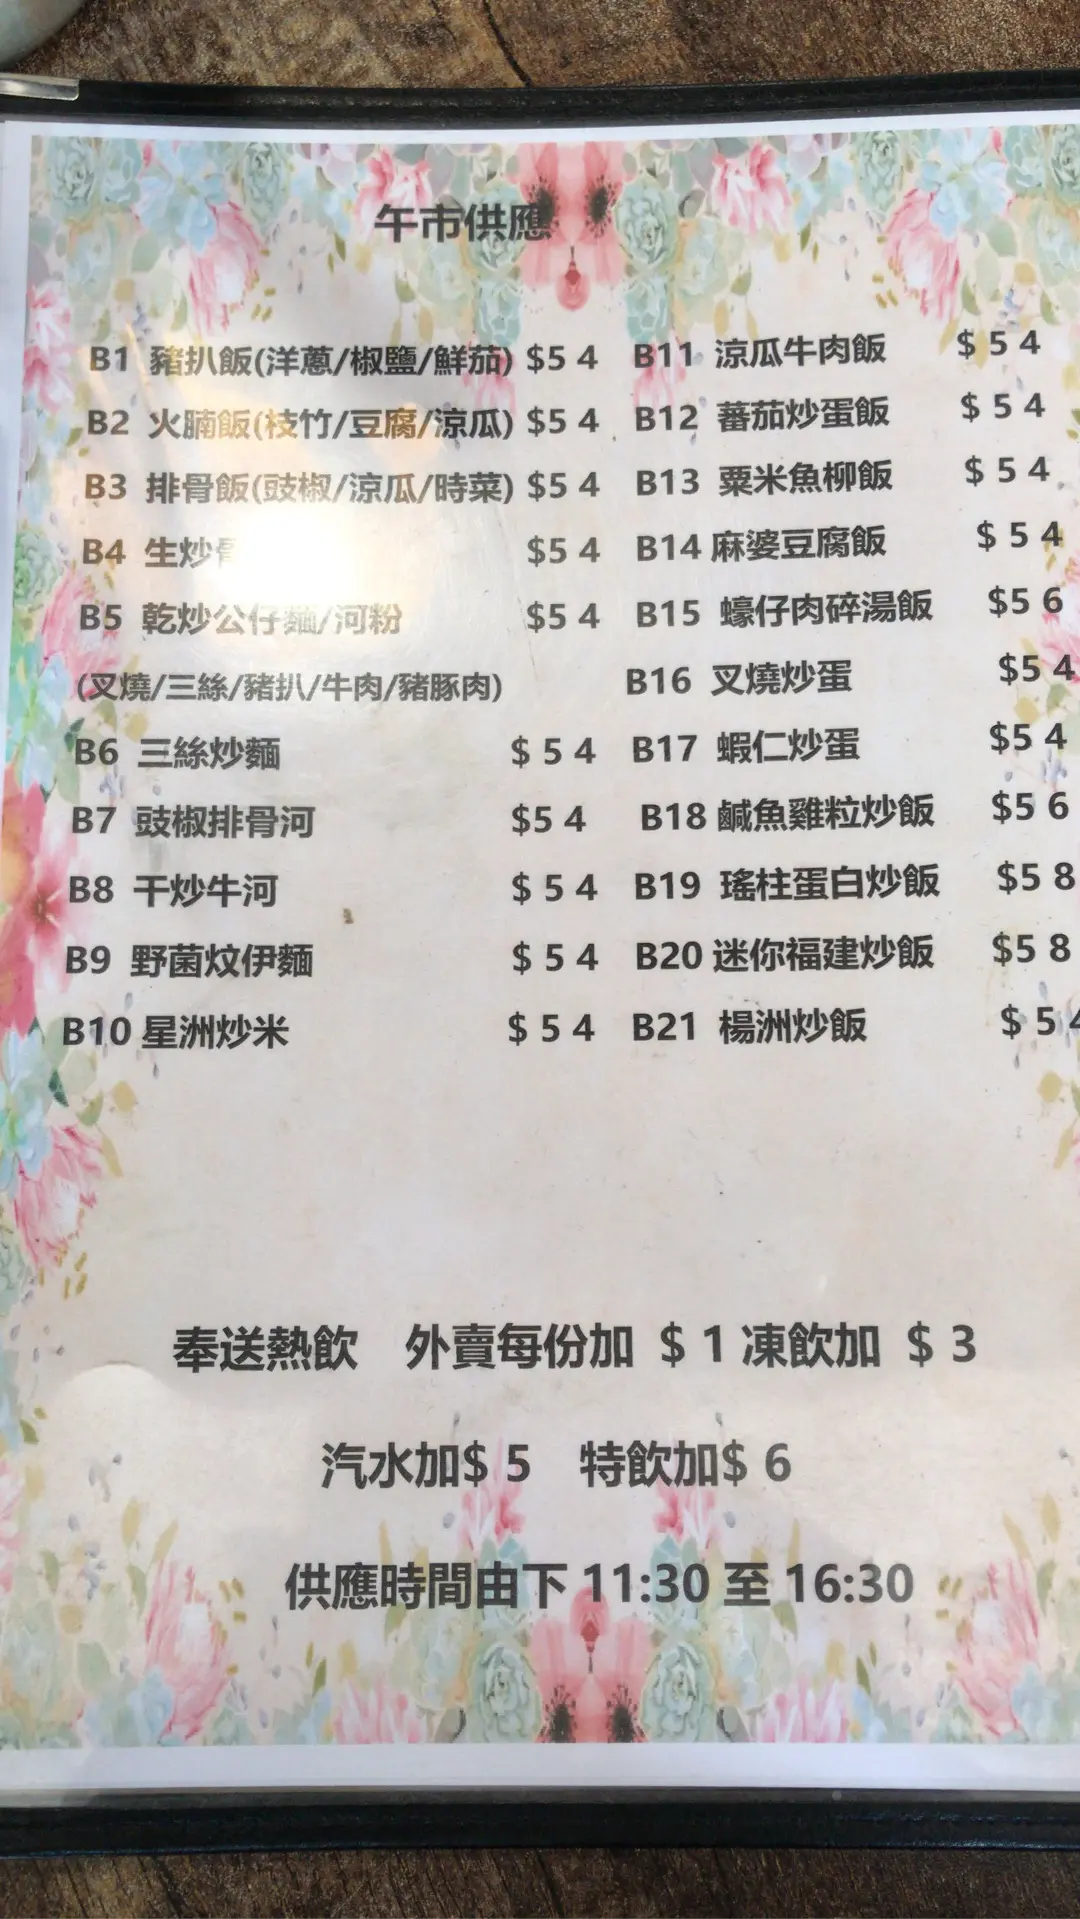 午市供應
B1 豬扒飯(洋蔥/椒鹽/鮮茄) $54 B11 涼瓜牛肉飯 $54
B2 火腩飯(枝竹/豆腐/涼瓜) $54 B12 蕃茄炒蛋飯 $54
B3 排骨飯(豉椒/涼瓜/時菜) $54 B13 粟米魚柳飯 $54
B4 生炒骨 $54 B14 麻婆豆腐飯 $54
B5 乾炒公仔麵/河粉 $54 B15 蠔仔肉碎湯飯 $56
(叉燒/三絲/豬扒/牛肉/豬豚肉) B16 叉燒炒蛋 $54
B6 三絲炒麵 $54 B17 蝦仁炒蛋 $54
B7 豉椒排骨河 $54 B18 鹹魚雞粒炒飯 $56
B8 干炒牛河 $54 B19 瑤柱蛋白炒飯 $58
B9 野菌炆伊麵 $54 B20 迷你福建炒飯 $58
B10 星洲炒米 $54 B21 楊洲炒飯 $54
奉送熱飲 外賣每份加 $1 凍飲加 $3
汽水加$5 特飲加$6
供應時間由下 11:30 至 16:30